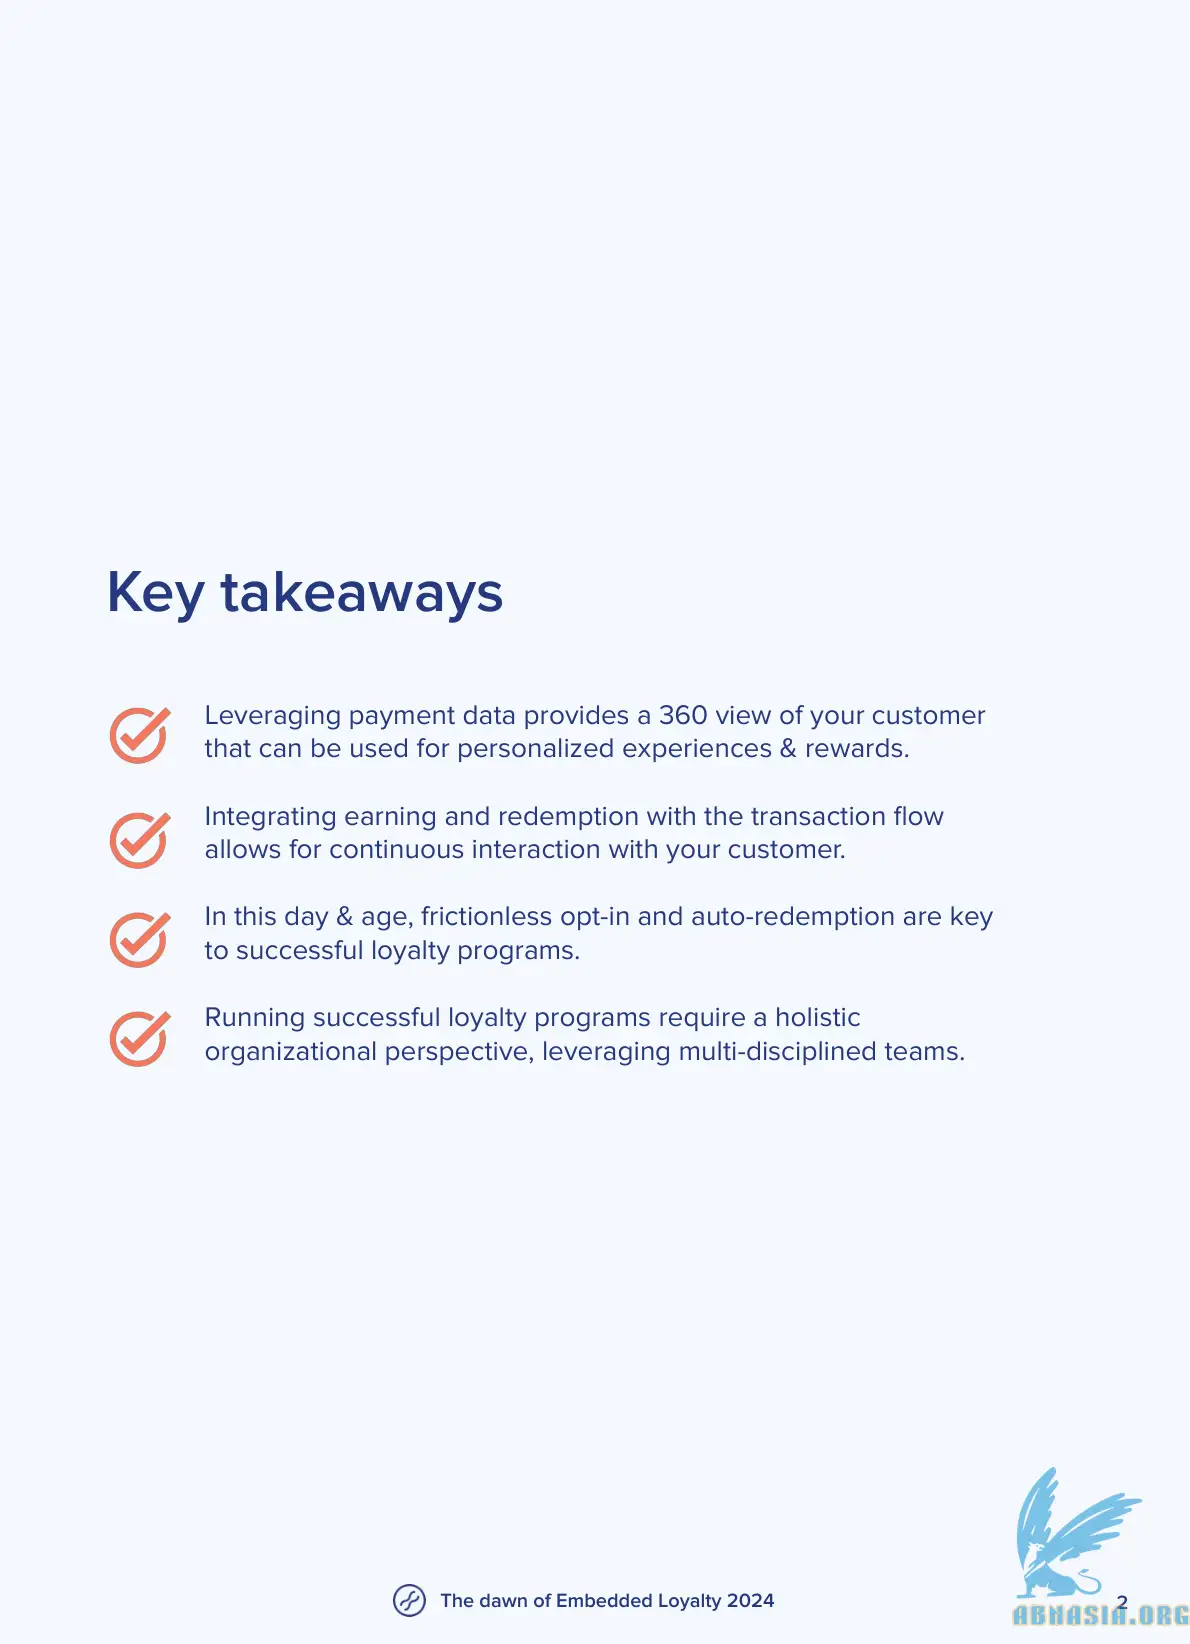 Key takeaways
Leveraging payment data provides a 360 view of your customer
that can be used for personalized experiences & rewards.
Integrating earning and redemption with the transaction flow
allows for continuous interaction with your customer.
In this day & age, frictionless opt-in and auto-redemption are key
to successful loyalty programs.
Running successful loyalty programs require a holistic
organizational perspective, leveraging multi-disciplined teams.
The dawn of Embedded Loyalty 2024
2
ABNASIA.ORG